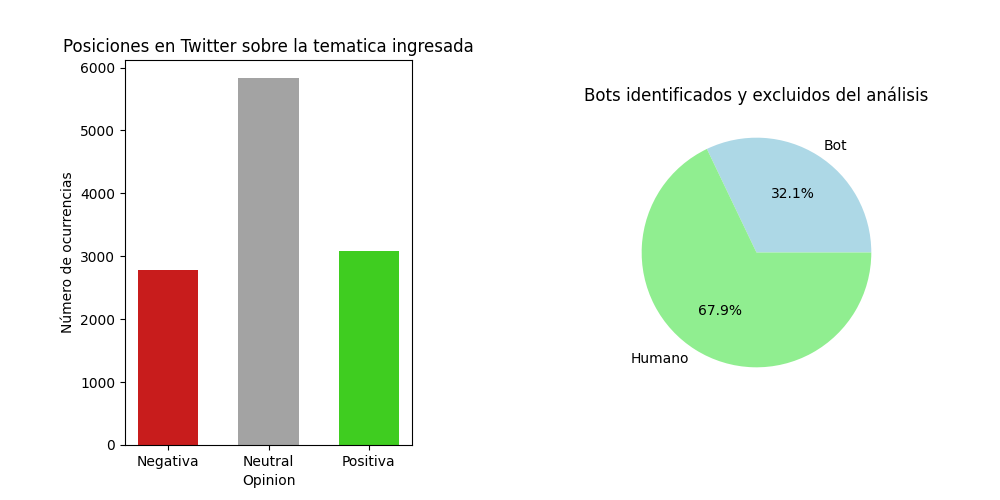 Posiciones en Twitter sobre la tematica ingresada
6000
5000
4000
3000
2000
1000
0
Número de ocurrencias
Negativa
Neutral
Positiva
Opinion
Bots identificados y excluidos del análisis
Bot
32.1%
67.9%
Humano